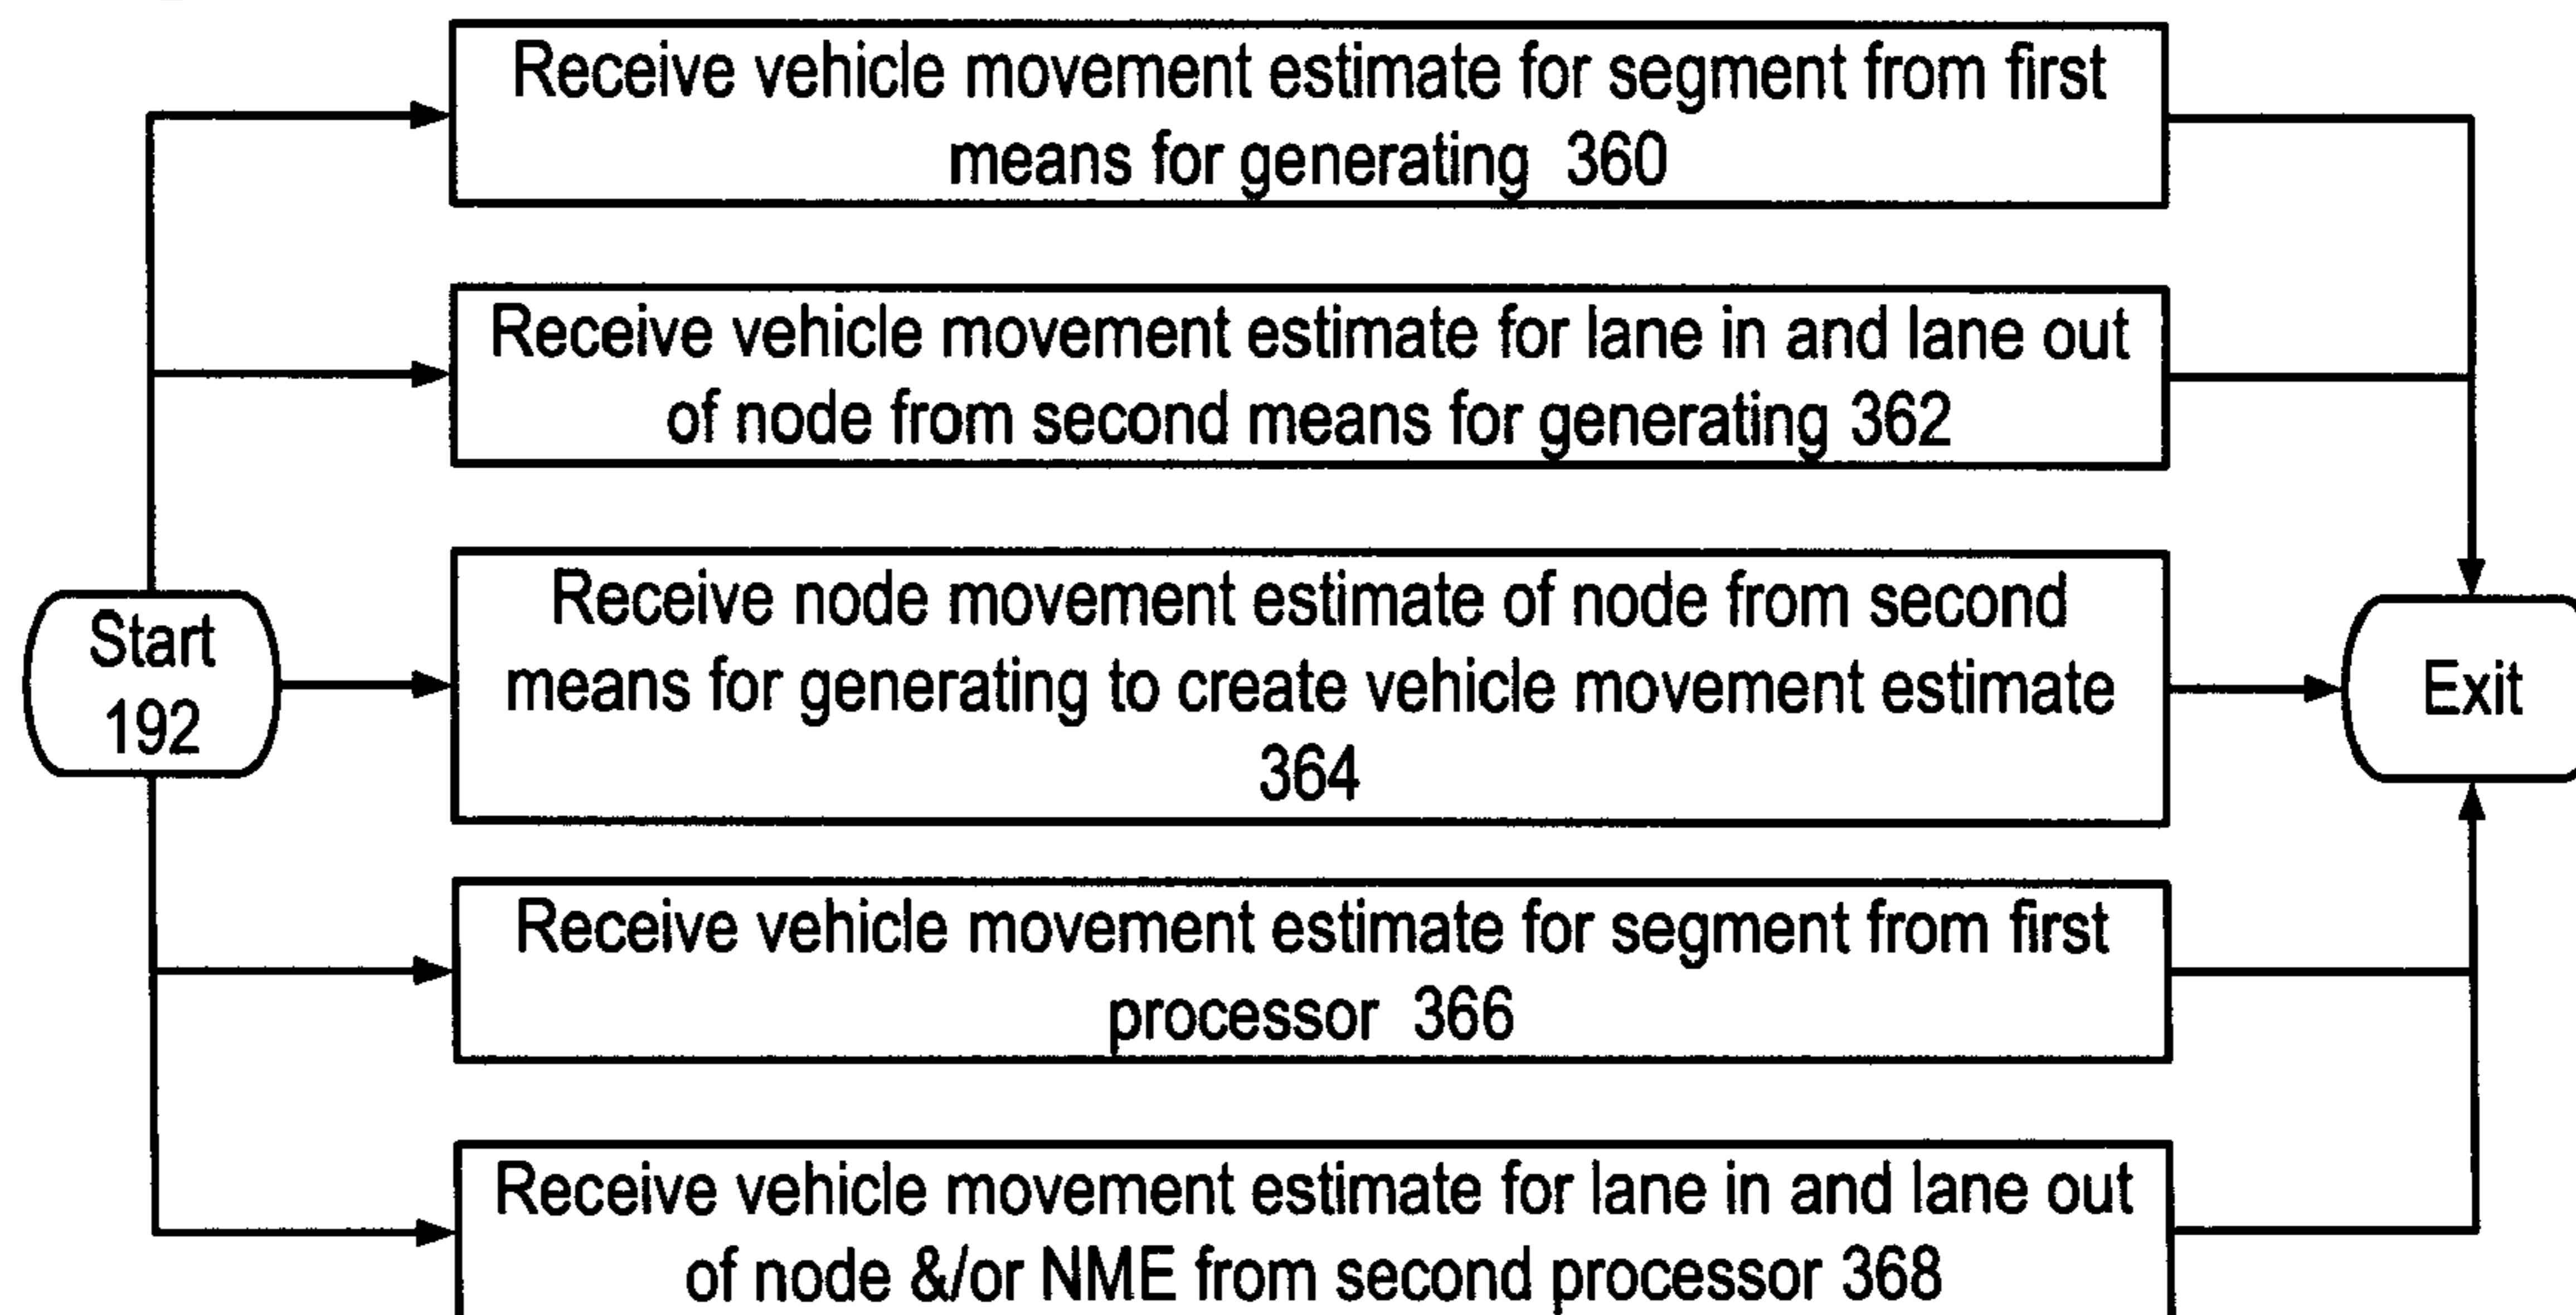 Receive vehicle movement estimate for segment from first
means for generating 360
Receive vehicle movement estimate for lane in and lane out
of node from second means for generating 362
Start
192
Receive node movement estimate of node from second
means for generating to create vehicle movement estimate
364
Exit
Receive vehicle movement estimate for segment from first
processor 366
Receive vehicle movement estimate for lane in and lane out
of node &/or NME from second processor 368